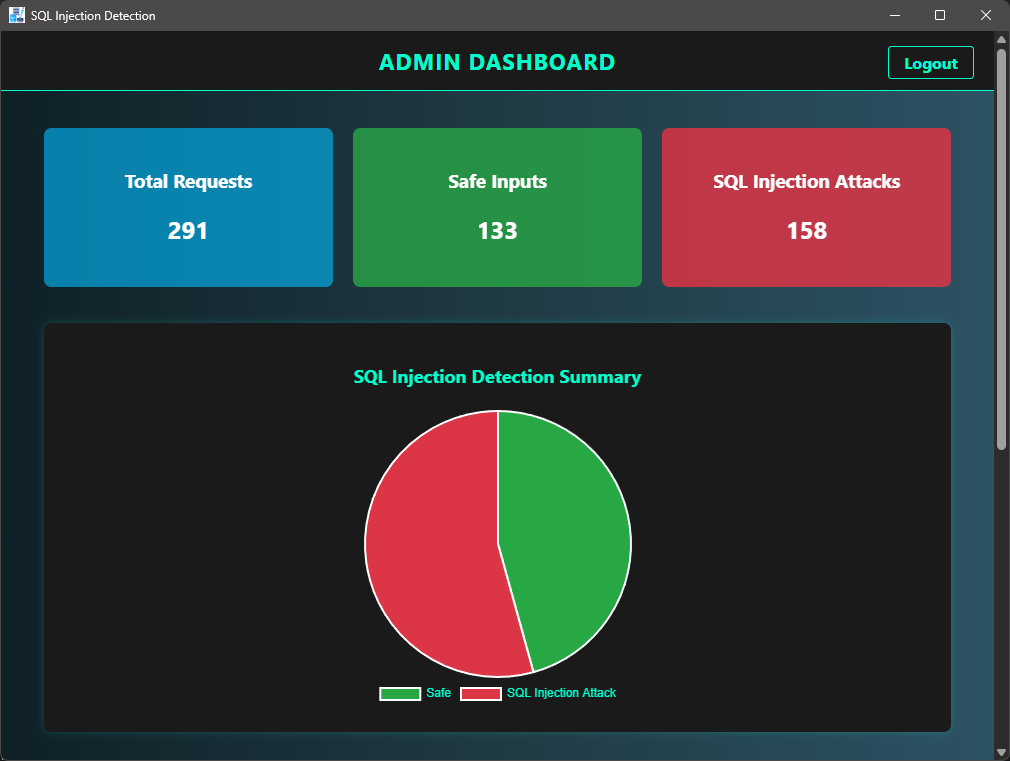 SQL Injection Detection
ADMIN DASHBOARD
Logout
Total Requests
291
Safe Inputs
133
SQL Injection Attacks
158
SQL Injection Detection Summary
Safe
SQL Injection Attack